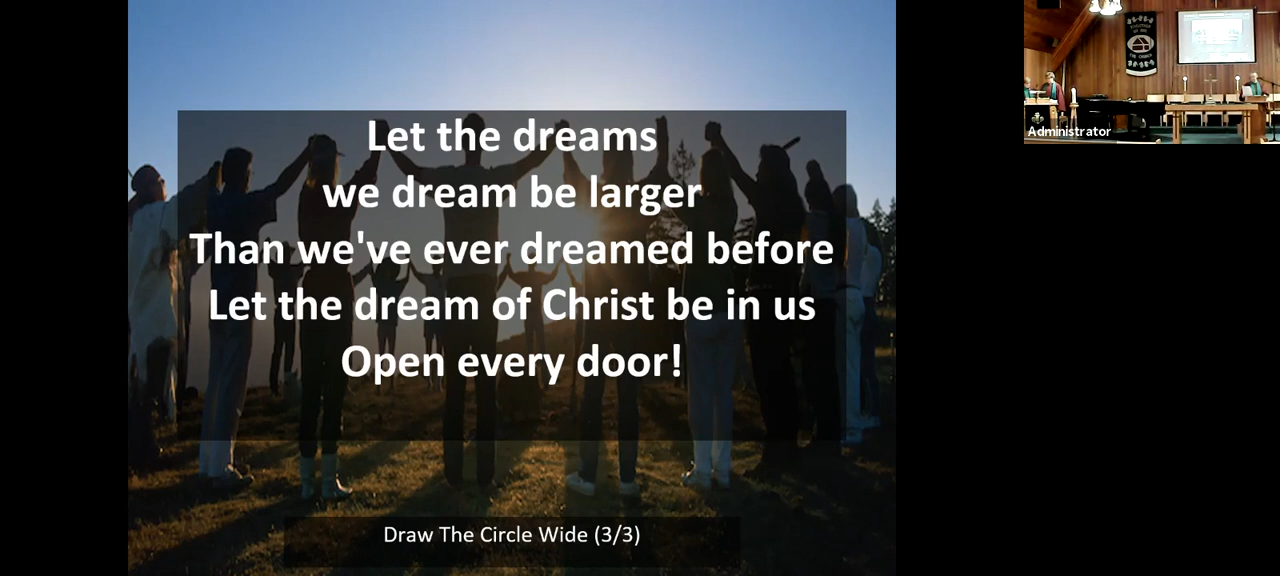 Let the dreams
we dream be larger
Than we've ever dreamed before
Let the dream of Christ be in us
Open every door!
Draw The Circle Wide (3/3)
Administrator